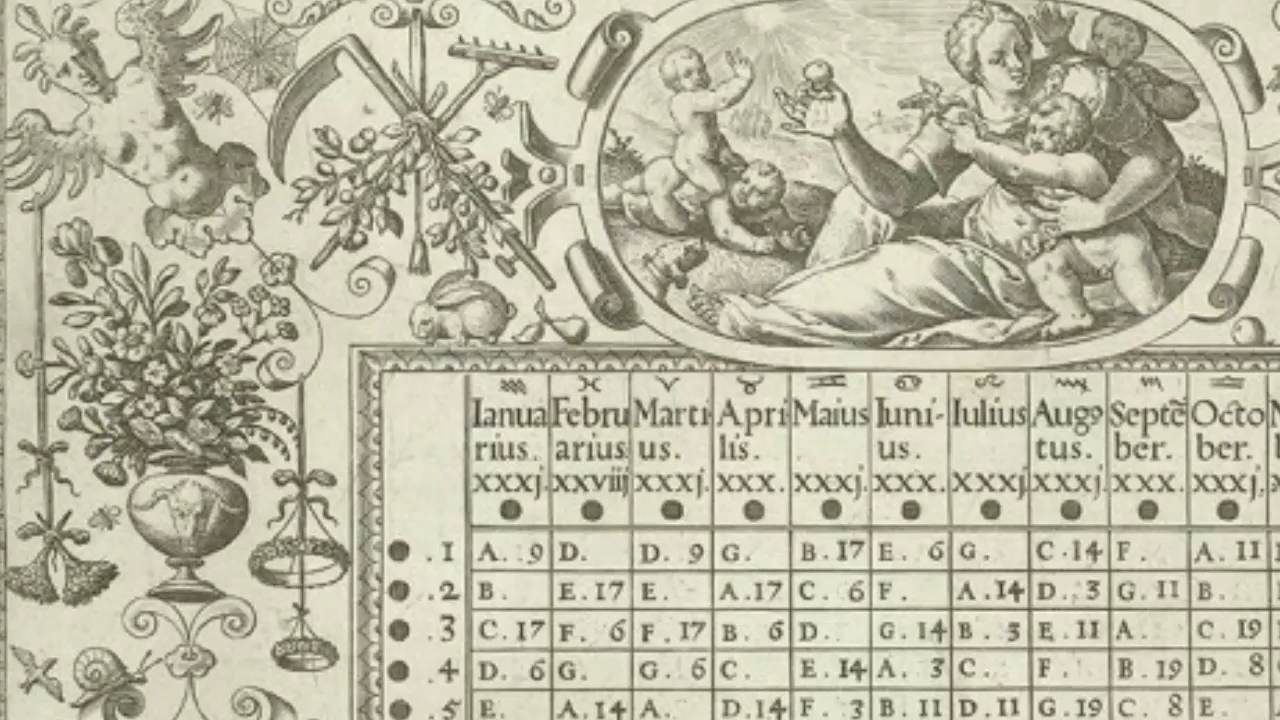 ♒ ♓ ♈ ♉ ♊ ♋ ♌ ♍ ♏ ♎
Ianua Febru Marti Apri Maius Iuni- Iulius Augꝰ Septē Octo
rius. arius us. lis. us. tus. ber. ber.
xxxj. xxviij xxxj. xxx. xxxj. xxx. xxxj xxxj. xxx. xxxj.
.1 A. 9 D. D. 9 G. B. 17 E. 6 G. C. 14 F. A. 11
.2 B. E. 17 E. A. 17 C. 6 F. A. 14 D. 3 G. 11 B.
.3 C. 17 F. 6 F. 17 B. 6 D. G. 14 B. 3 E. 11 A. C. 19
.4 D. 6 G. G. 6 C. E. 14 A. 3 C. F. B. 19 D. 8
.5 E. A. 14 A. D. 14 F. 3 B. 11 D. 11 G. 19 C. 8 E.